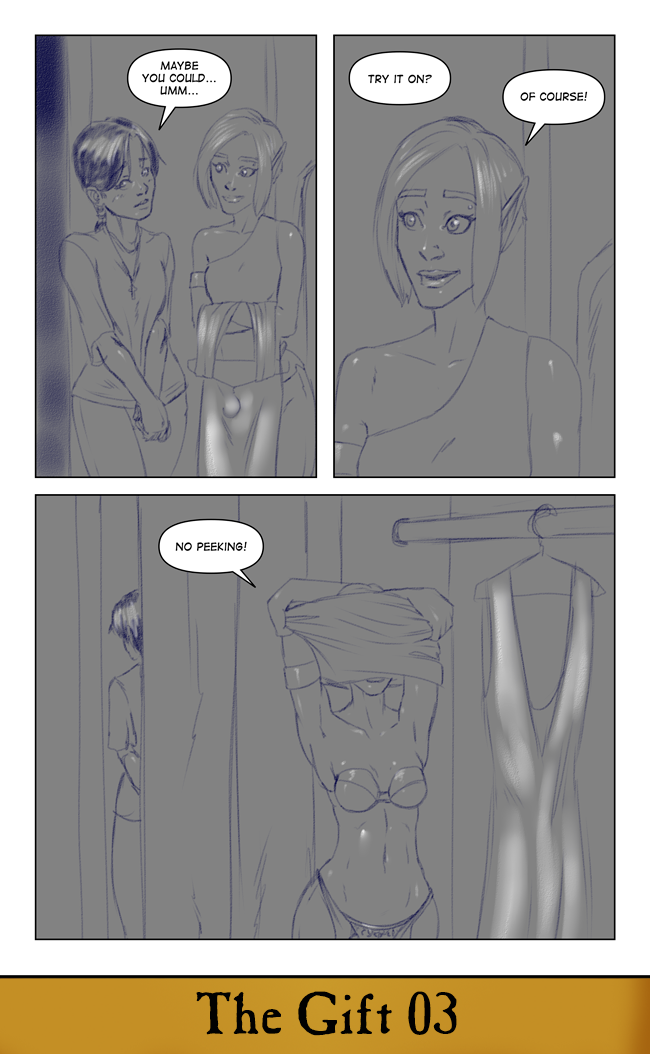 MAYBE
YOU COULD...
UMM...
TRY IT ON?
OF COURSE!
NO PEEKING!
The Gift 03